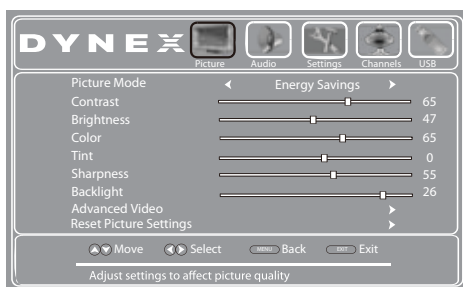 DYNEX
Picture Audio Settings Channels USB
Picture Mode Energy Savings
Contrast 65
Brightness 47
Color 65
Tint 0
Sharpness 55
Backlight 26
Advanced Video
Reset Picture Settings
Move Select MENU Back EXIT Exit
Adjust settings to affect picture quality